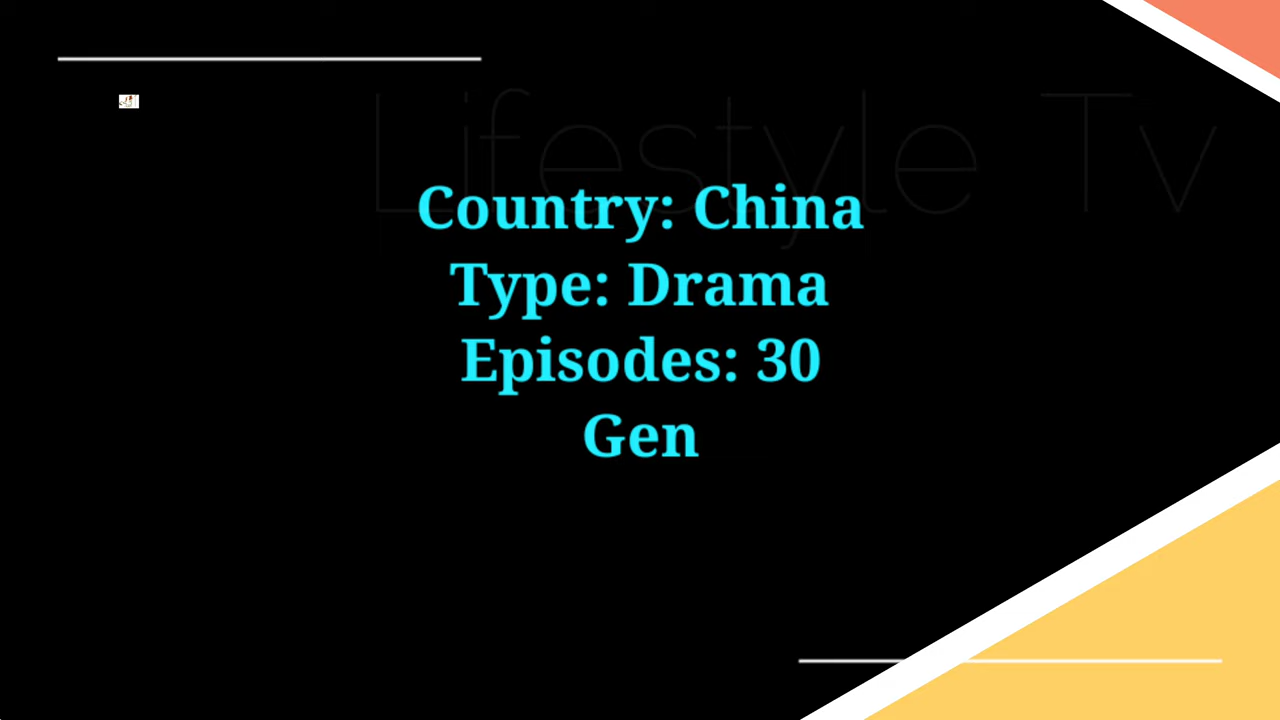 Lifestyle Tv
Country: China
Type: Drama
Episodes: 30
Gen